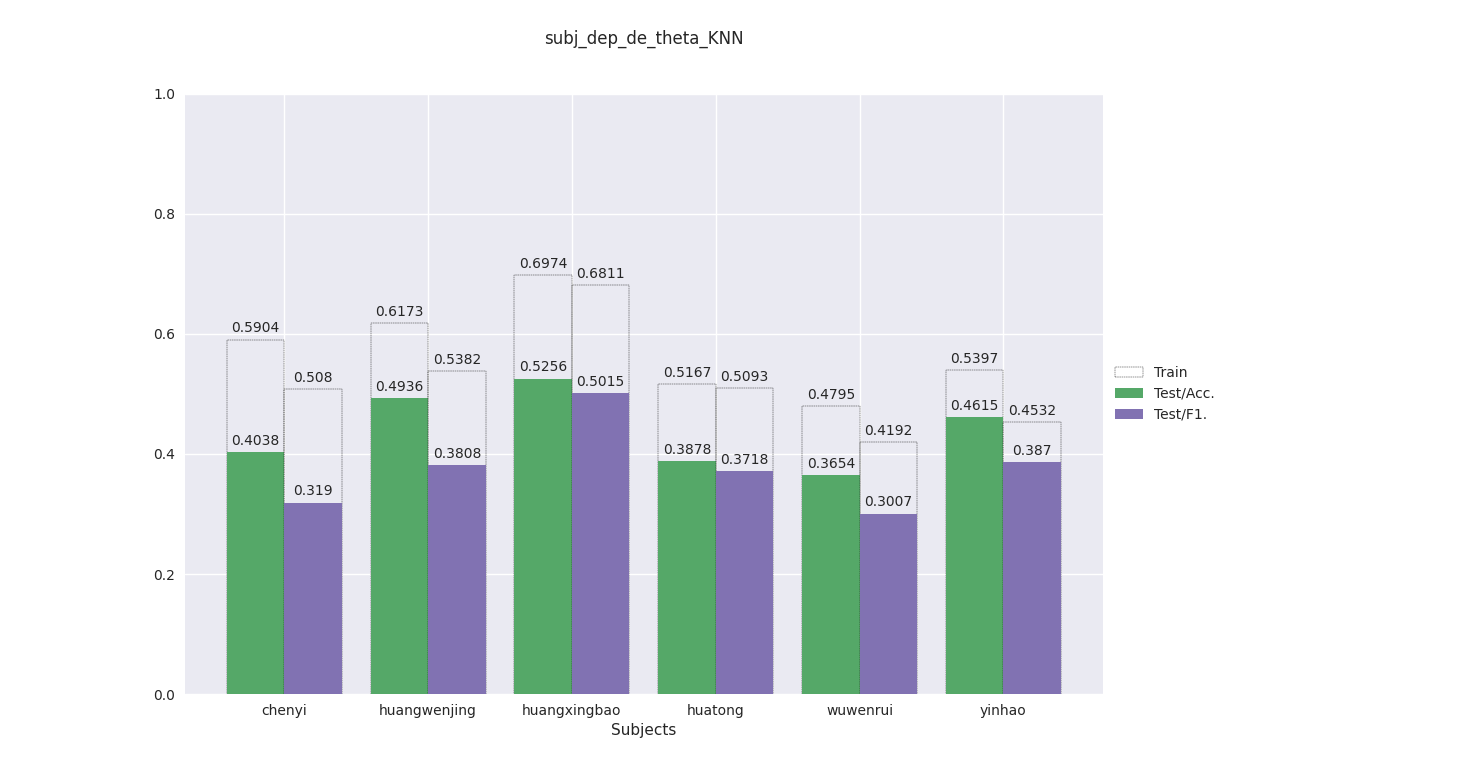 subj_dep_de_theta_KNN
1.0
0.8
0.6
0.4
0.2
0.0
0.5904
0.508
0.4038
0.319
0.6173
0.5382
0.4936
0.3808
0.6974
0.6811
0.5256
0.5015
0.5167
0.5093
0.3878
0.3718
0.4795
0.4192
0.3654
0.3007
0.5397
0.4532
0.4615
0.387
chenyi
huangwenjing
huangxingbao
huatong
wuwenrui
yinhao
Subjects
Train
Test/Acc.
Test/F1.